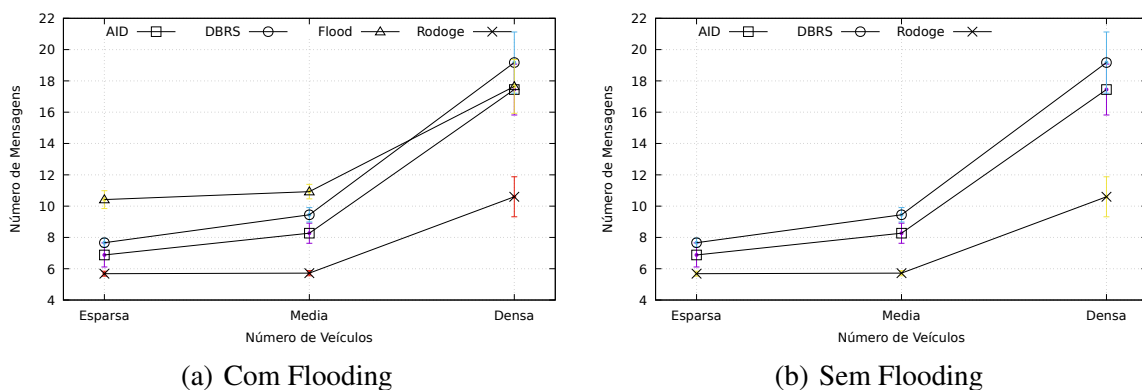 AID DBRS Flood Rodoge
22
20
18
16
14
12
10
8
6
4
Número de Mensagens
Esparsa Media Densa
Número de Veículos
(a) Com Flooding
AID DBRS Rodoge
22
20
18
16
14
12
10
8
6
4
Número de Mensagens
Esparsa Media Densa
Número de Veículos
(b) Sem Flooding